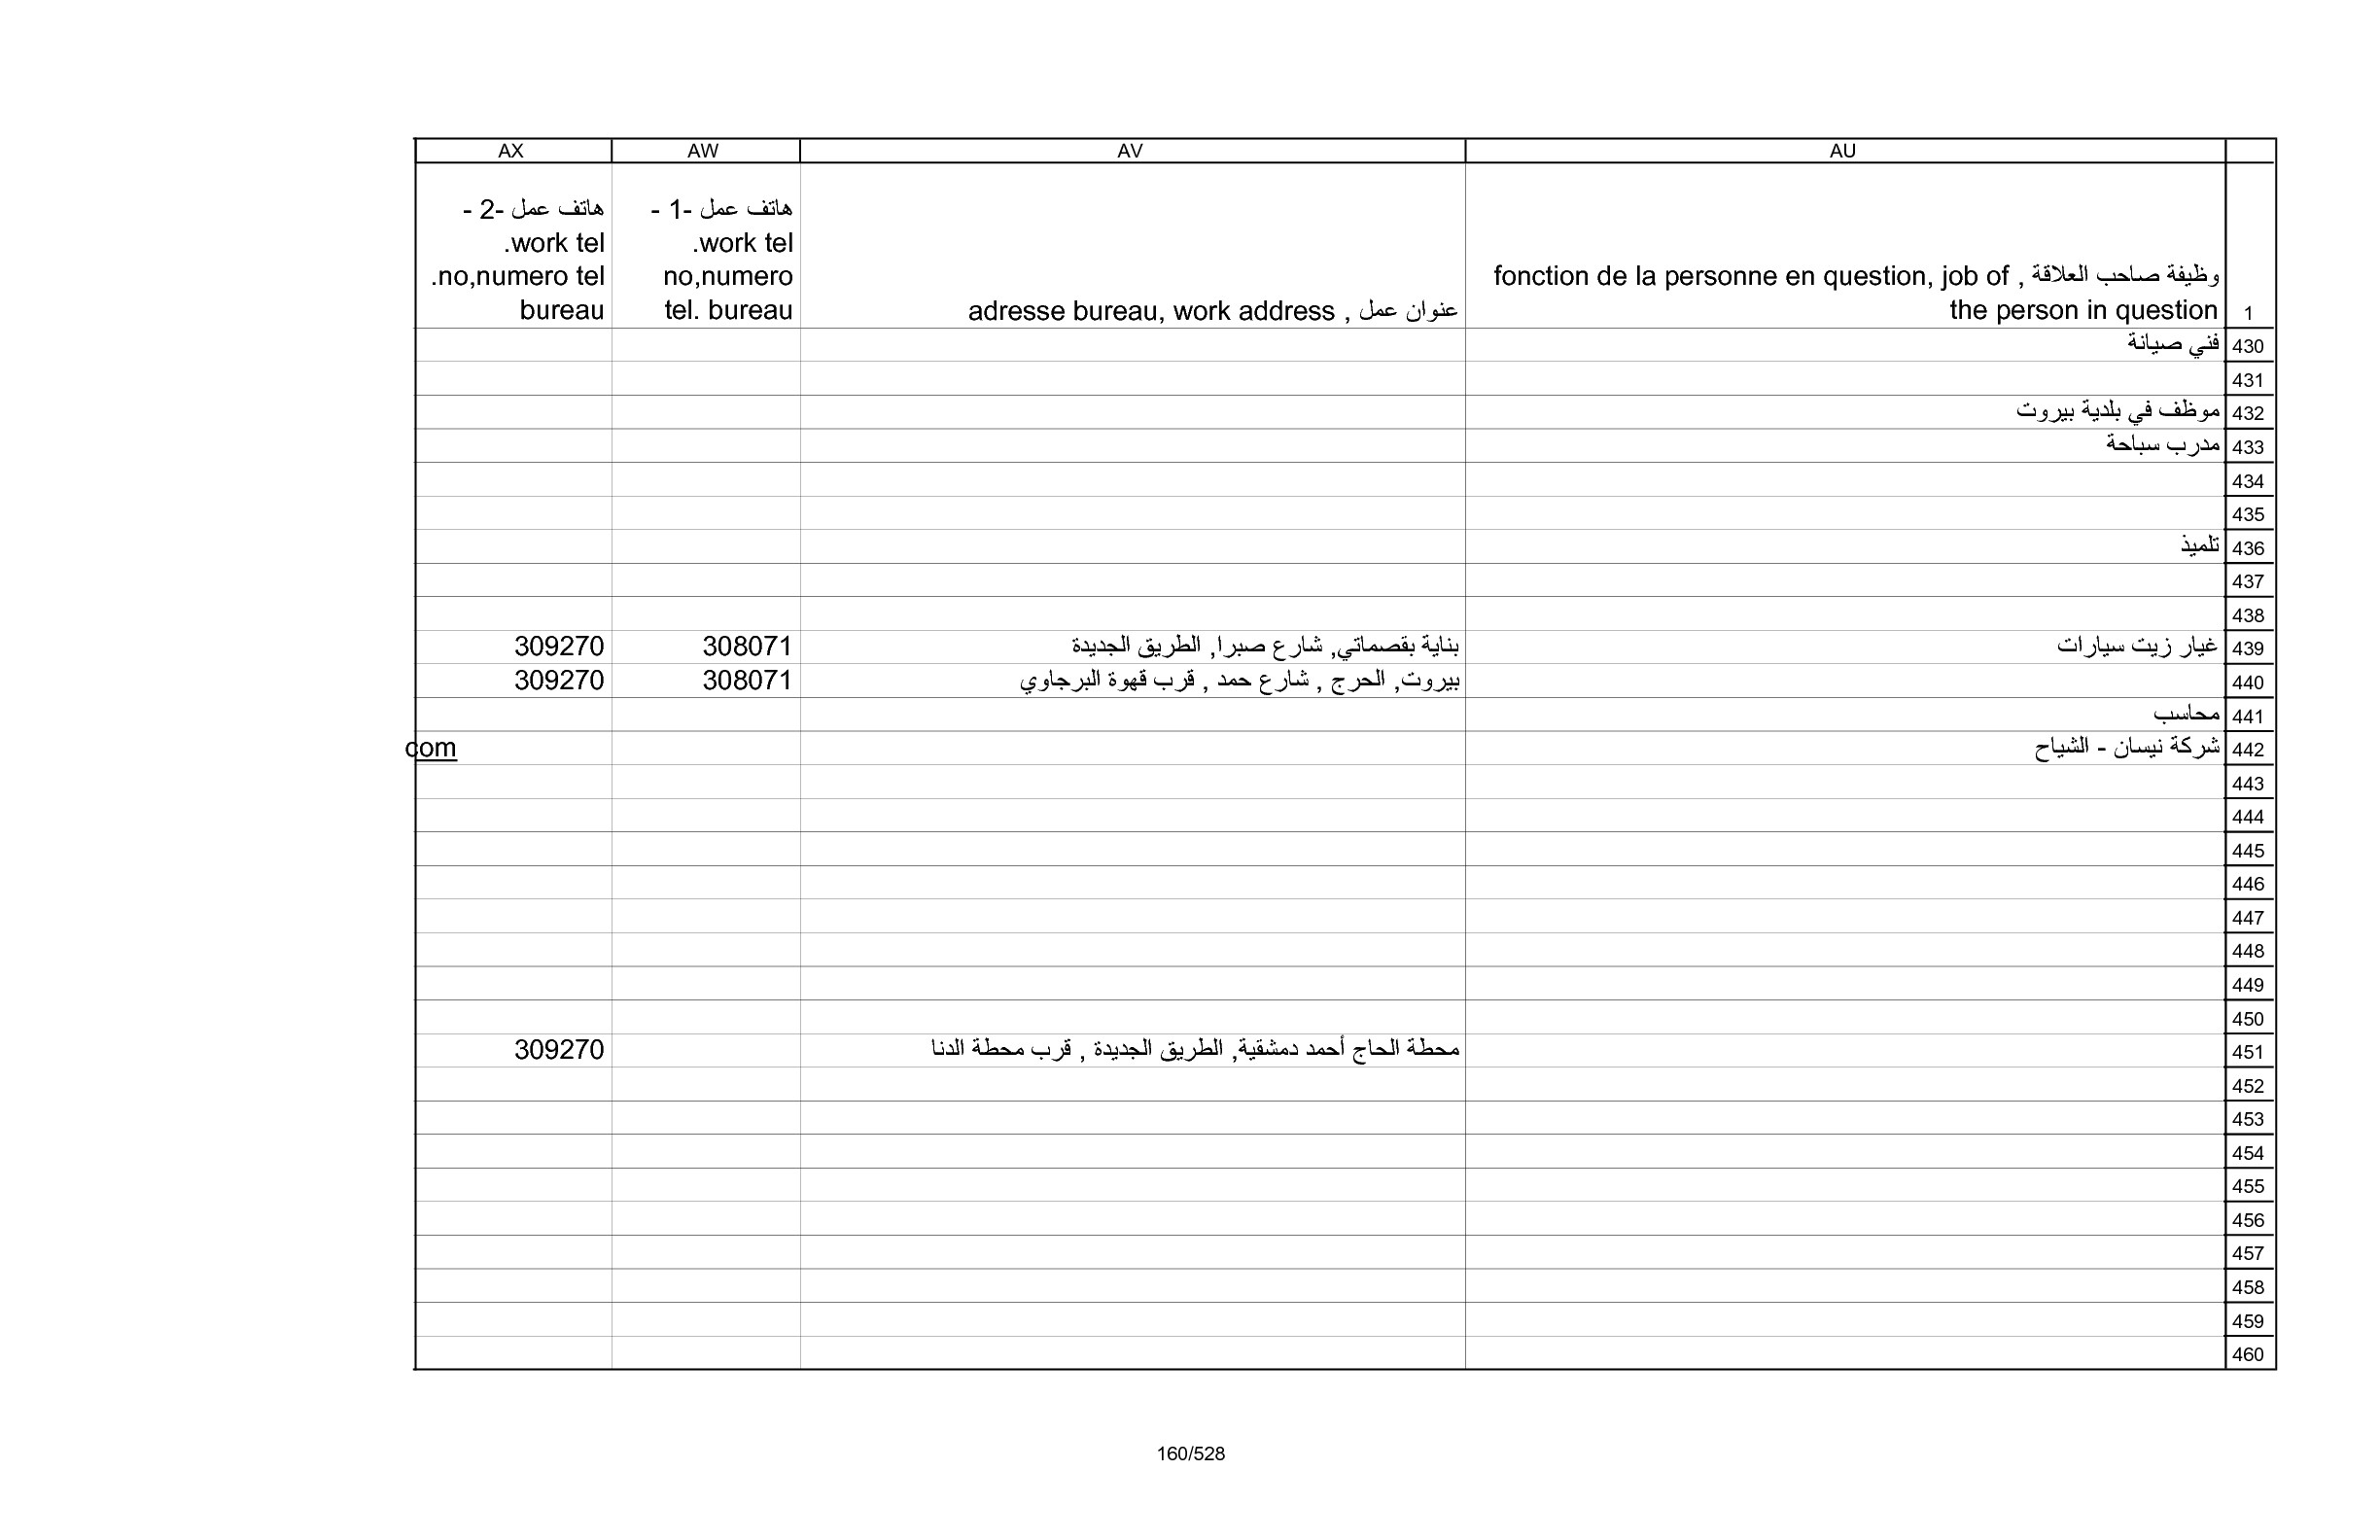 AU AV AW AX
1 وظيفة صاحب العلاقة , fonction de la personne en question, job of
the person in question
عنوان عمل , adresse bureau, work address
هاتف عمل -1 -
work tel.
no,numero
tel. bureau
هاتف عمل -2 -
work tel.
no,numero tel.
bureau
430 فني صيانة
431
432 موظف في بلدية بيروت
433 مدرب سباحة
434
435
436 تلميذ
437
438
439 غيار زيت سيارات بناية بقصماتي, شارع صبرا, الطريق الجديدة 308071 309270
440 بيروت, الحرج , شارع حمد , قرب قهوة البرجاوي 308071 309270
441 محاسب
442 شركة نيسان - الشياح com
443
444
445
446
447
448
449
450
451 محطة الحاج أحمد دمشقية, الطريق الجديدة , قرب محطة الدنا 309270
452
453
454
455
456
457
458
459
460
160/528